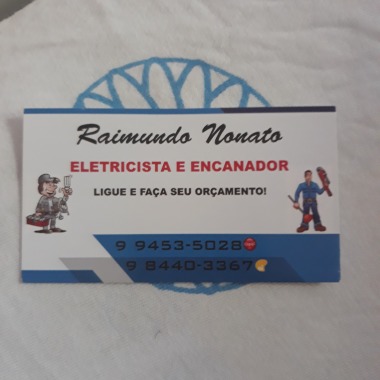 Raimundo Nonato
ELETRICISTA E ENCANADOR
LIGUE E FAÇA SEU ORÇAMENTO!
9 9453-5028
9 8440-3367